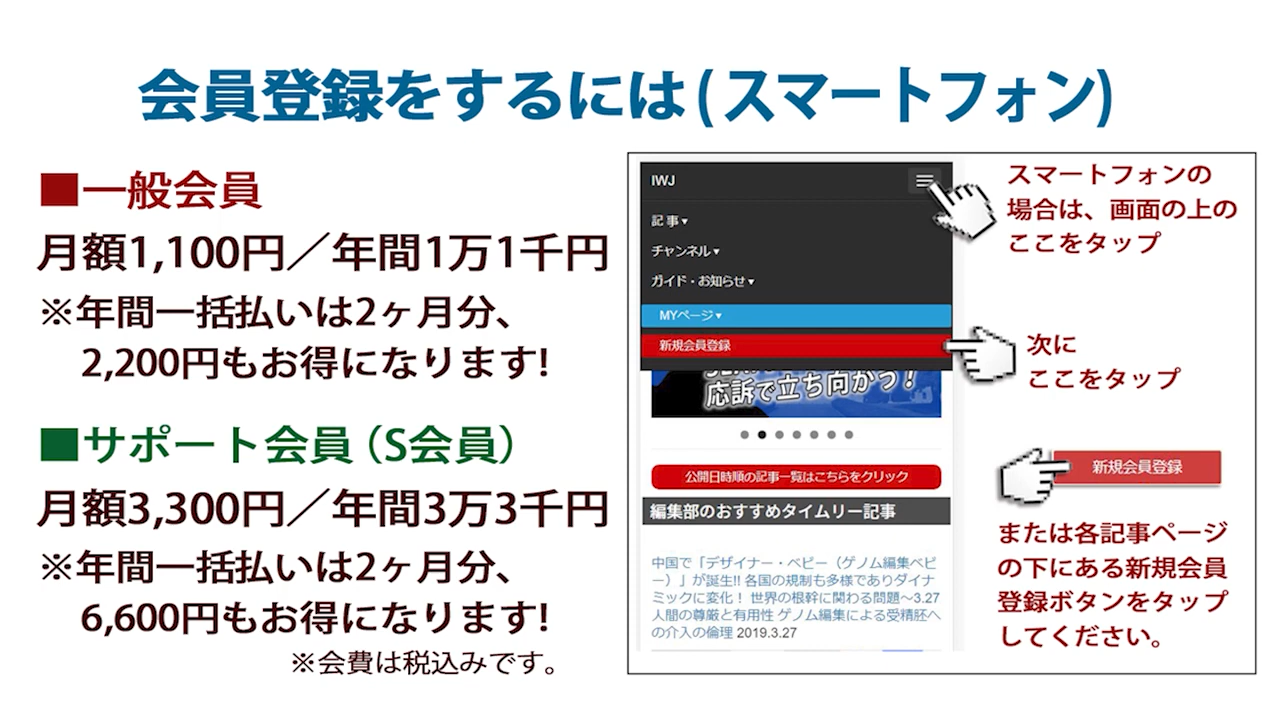 会員登録をするには(スマートフォン)
■一般会員
月額1,100円／年間1万1千円
※年間一括払いは2ヶ月分、
2,200円もお得になります!
■サポート会員（S会員）
月額3,300円／年間3万3千円
※年間一括払いは2ヶ月分、
6,600円もお得になります!
※会費は税込みです。
IWJ
記事▾
チャンネル▾
ガイド・お知らせ▾
MYページ▾
新規会員登録
応訴で立ち向かう！
公開日時順の記事一覧はこちらをクリック
編集部のおすすめタイムリー記事
中国で「デザイナー・ベビー（ゲノム編集ベビ
ー）」が誕生!! 各国の規制も多様でありダイナ
ミックに変化！ 世界の根幹に関わる問題～3.27
人間の尊厳と有用性 ゲノム編集による受精胚へ
の介入の倫理 2019.3.27
スマートフォンの
場合は、画面の上の
ここをタップ
次に
ここをタップ
新規会員登録
または各記事ページ
の下にある新規会員
登録ボタンをタップ
してください。